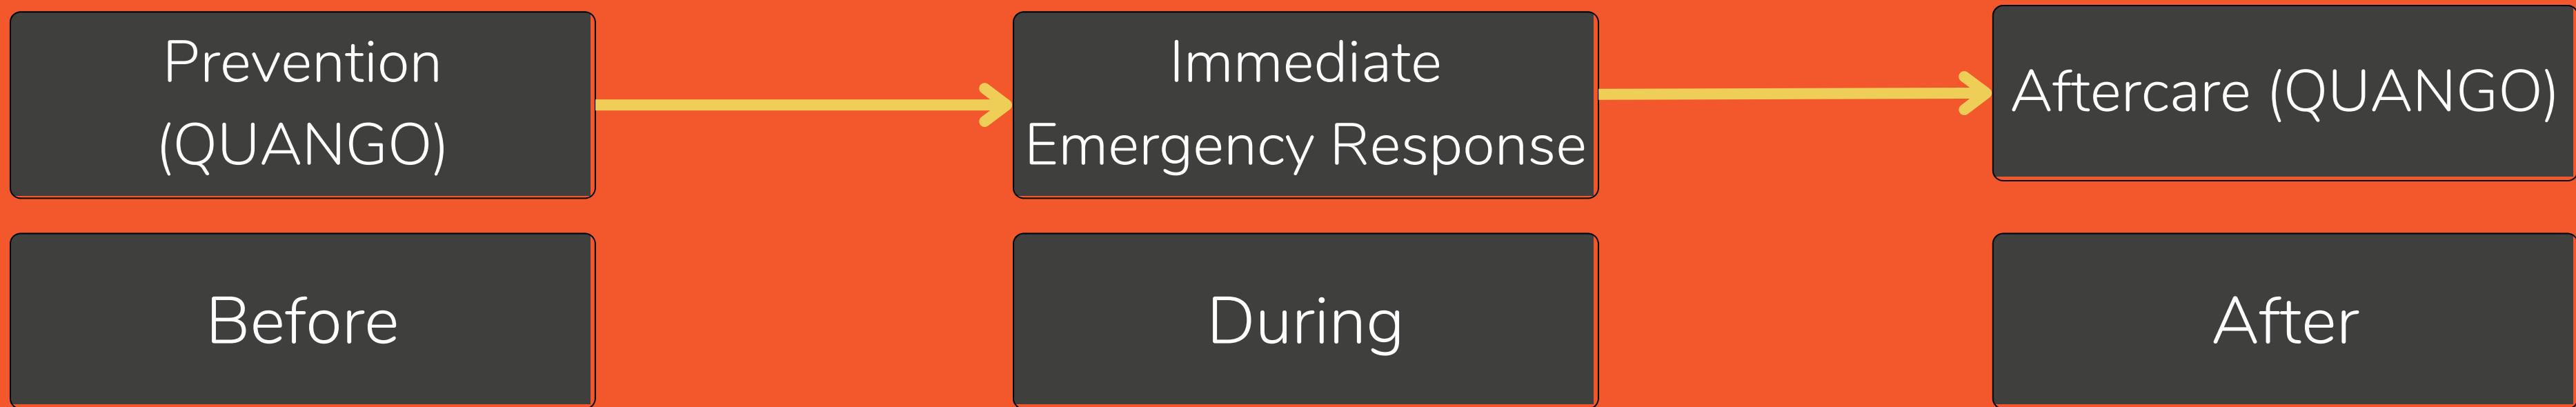 Prevention
(QUANGO)
Immediate
Emergency Response
Aftercare (QUANGO)
Before
During
After